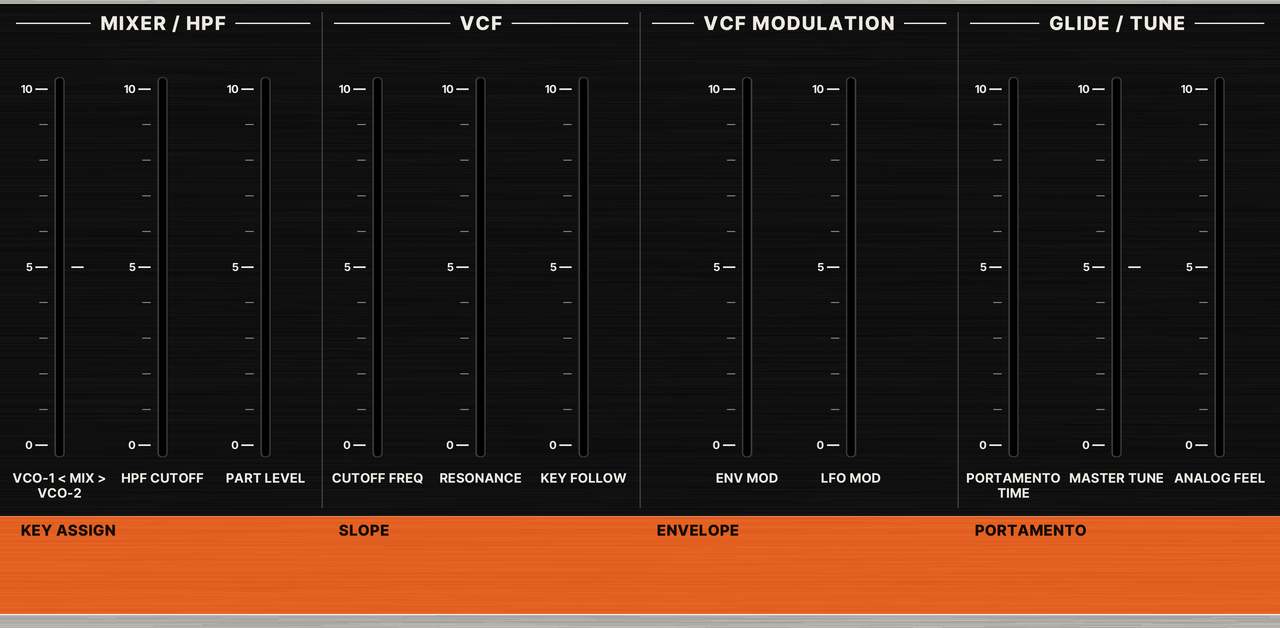 MIXER / HPF
VCF
VCF MODULATION
GLIDE / TUNE
10 10 10 10 10 10 10 10 10 10 10
5 5 5 5 5 5 5 5 5 5 5
0 0 0 0 0 0 0 0 0 0 0
VCO-1 < MIX >
VCO-2
HPF CUTOFF
PART LEVEL
CUTOFF FREQ
RESONANCE
KEY FOLLOW
ENV MOD
LFO MOD
PORTAMENTO
TIME
MASTER TUNE
ANALOG FEEL
KEY ASSIGN
SLOPE
ENVELOPE
PORTAMENTO